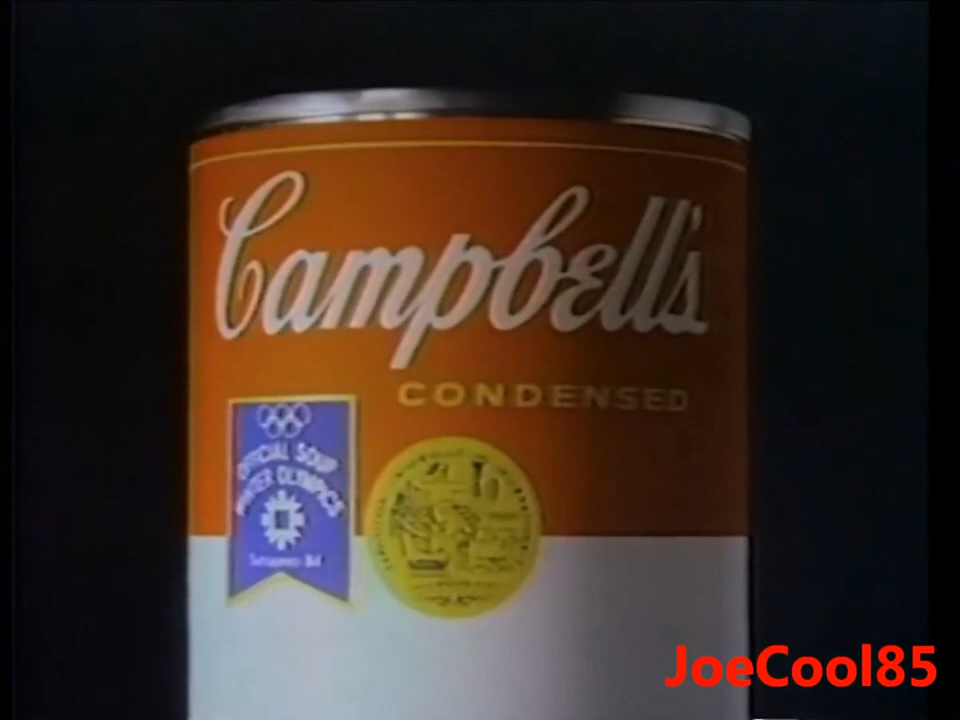 Campbell's
CONDENSED
OFFICIAL SOUP
WINTER OLYMPICS
Sarajevo 84
JoeCool85